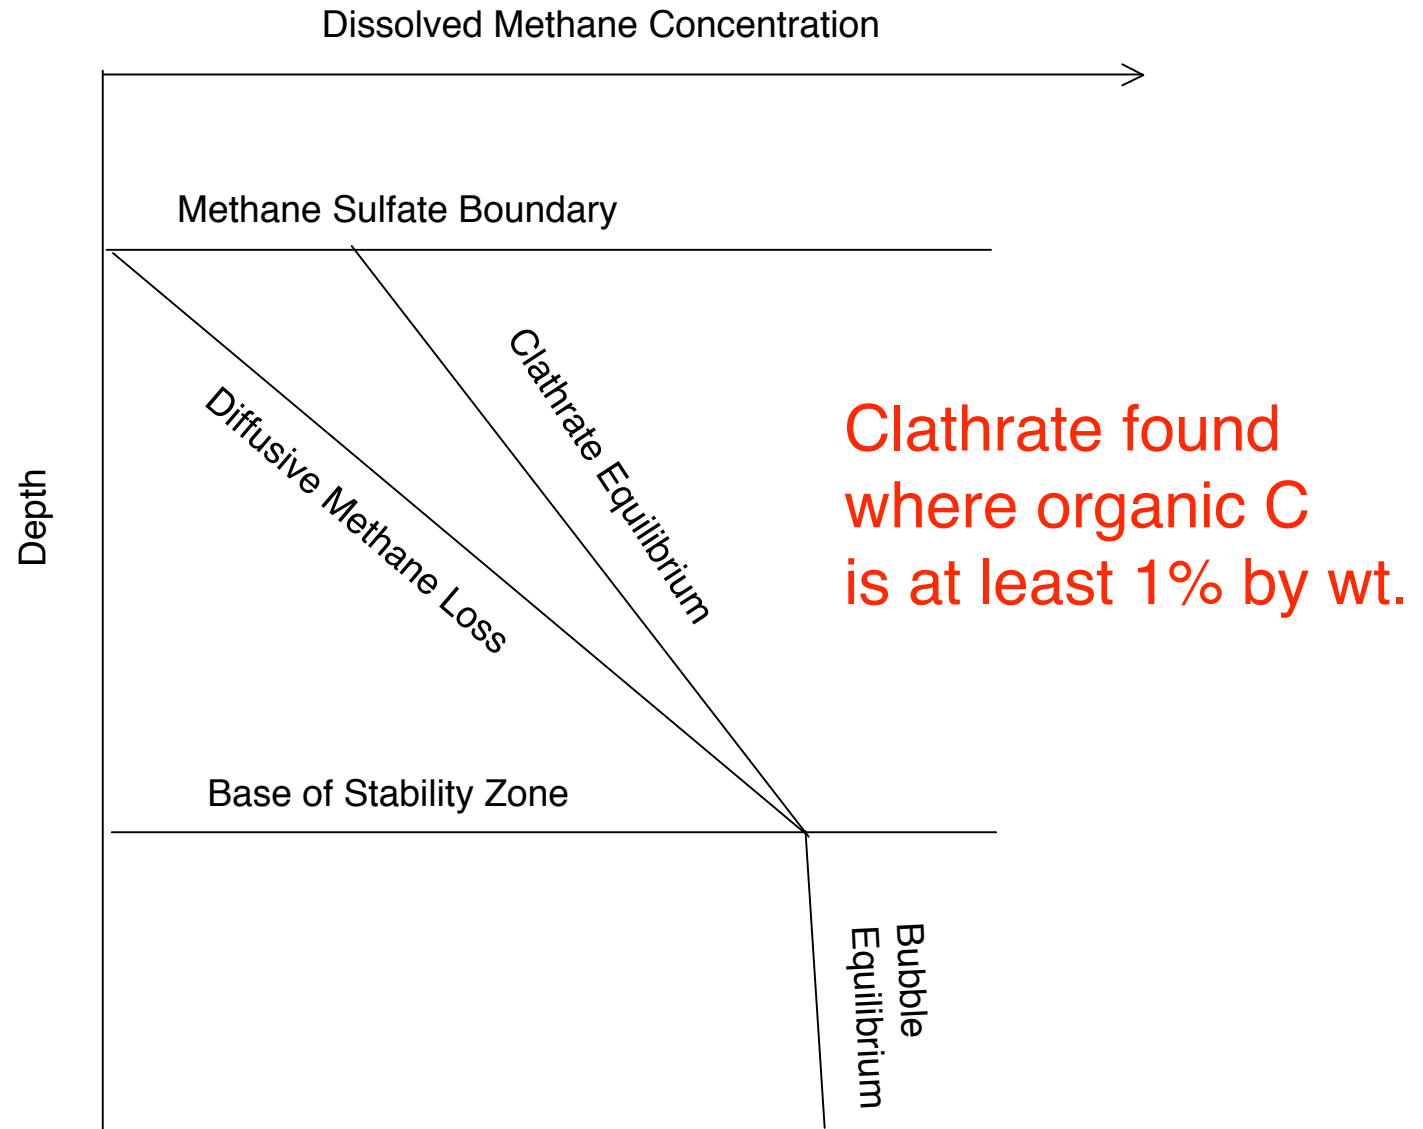 Dissolved Methane Concentration
Methane Sulfate Boundary
Clathrate Equilibrium
Diffusive Methane Loss
Clathrate found
where organic C
is at least 1% by wt.
Depth
Base of Stability Zone
Bubble
Equilibrium